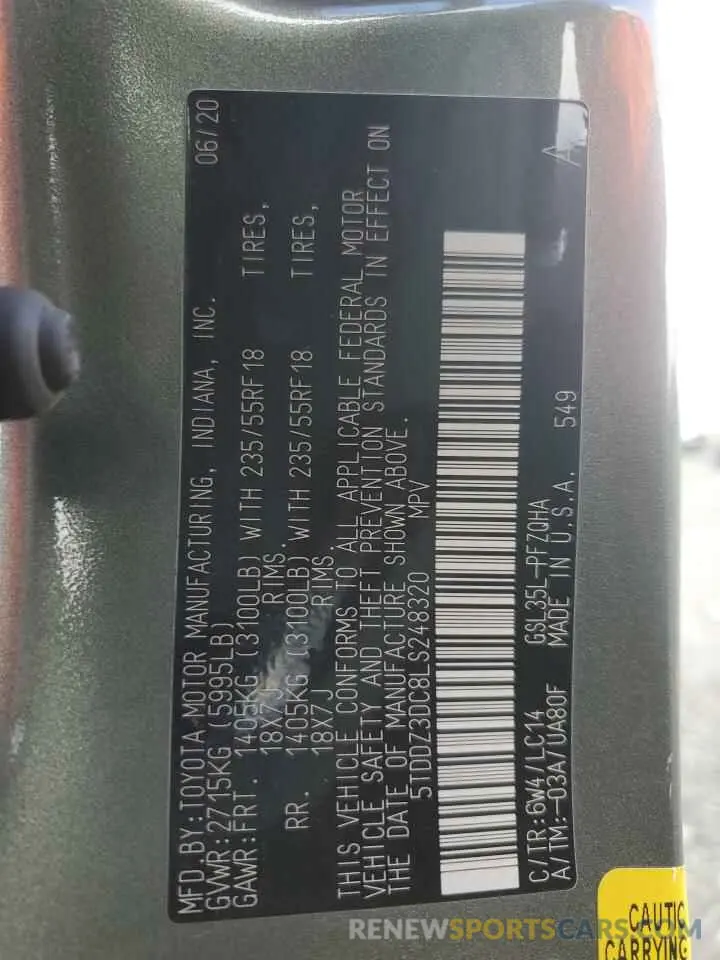 MFD.BY:TOYOTA MOTOR MANUFACTURING, INDIANA, INC. 06/20
GVWR:2715KG (5995LB)
GAWR:FRT. 1405KG (3100LB) WITH 235/55RF18 TIRES,
18X7J RIMS.
RR. 1405KG (3100LB) WITH 235/55RF18 TIRES,
18X7J RIMS.
THIS VEHICLE CONFORMS TO ALL APPLICABLE FEDERAL MOTOR
VEHICLE SAFETY AND THEFT PREVENTION STANDARDS IN EFFECT ON
THE DATE OF MANUFACTURE SHOWN ABOVE.
5TDDZ3DC8LS248320 MPV
C/TR:6W4/LC14 GSL35L-PFZQHA
A/TM:-03A/UA80F MADE IN U.S.A. 549 A
CAUTIC
CARRYING
RENEWSPORTSCARS.COM